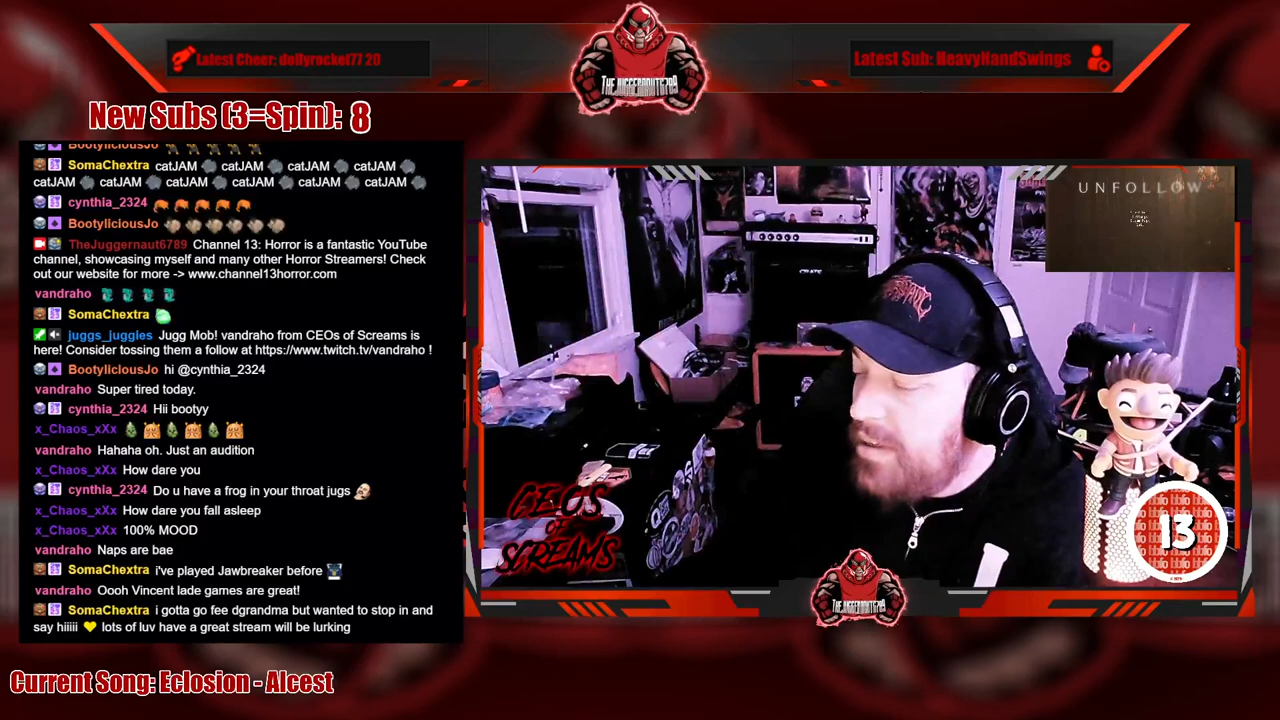 Latest Cheer: dollyrocket77 20
THEJUGGERNAUT6789
Latest Sub: HeavyHandSwings
New Subs (3=Spin): 8
BootyliciousJo
SomaChextra catJAM catJAM catJAM catJAM
catJAM catJAM catJAM catJAM catJAM catJAM
cynthia_2324
BootyliciousJo
TheJuggernaut6789 Channel 13: Horror is a fantastic YouTube
channel, showcasing myself and many other Horror Streamers! Check
out our website for more -> www.channel13horror.com
vandraho
SomaChextra
juggs_juggies Jugg Mob! vandraho from CEOs of Screams is
here! Consider tossing them a follow at https://www.twitch.tv/vandraho !
BootyliciousJo hi @cynthia_2324
vandraho Super tired today.
cynthia_2324 Hii bootyy
x_Chaos_xXx
vandraho Hahaha oh. Just an audition
x_Chaos_xXx How dare you
cynthia_2324 Do u have a frog in your throat jugs
x_Chaos_xXx How dare you fall asleep
x_Chaos_xXx 100% MOOD
vandraho Naps are bae
SomaChextra i've played Jawbreaker before
vandraho Oooh Vincent lade games are great!
SomaChextra i gotta go fee dgrandma but wanted to stop in and
say hiiiii lots of luv have a great stream will be lurking
UNFOLLOW
CRATE
CEOS
OF
SCREAMS
13
THEJUGGERNAUT6789
Current Song: Eclosion - Alcest